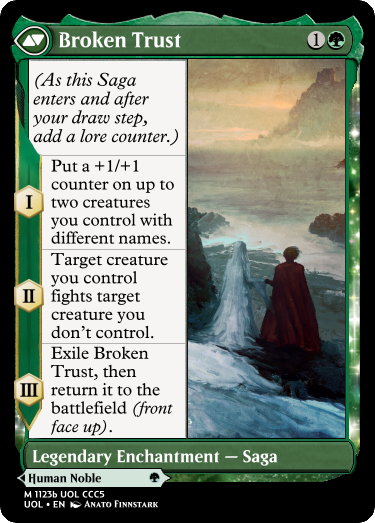 Broken Trust 1
(As this Saga
enters and after
your draw step,
add a lore counter.)
I
Put a +1/+1
counter on up to
two creatures
you control with
different names.
II
Target creature
you control
fights target
creature
you don't control.
III
Exile Broken
Trust, then
return it to the
battlefield (front
face up).
Legendary Enchantment — Saga
Human Noble
M 1123b UOL CCC5
UOL • EN Anato Finnstark